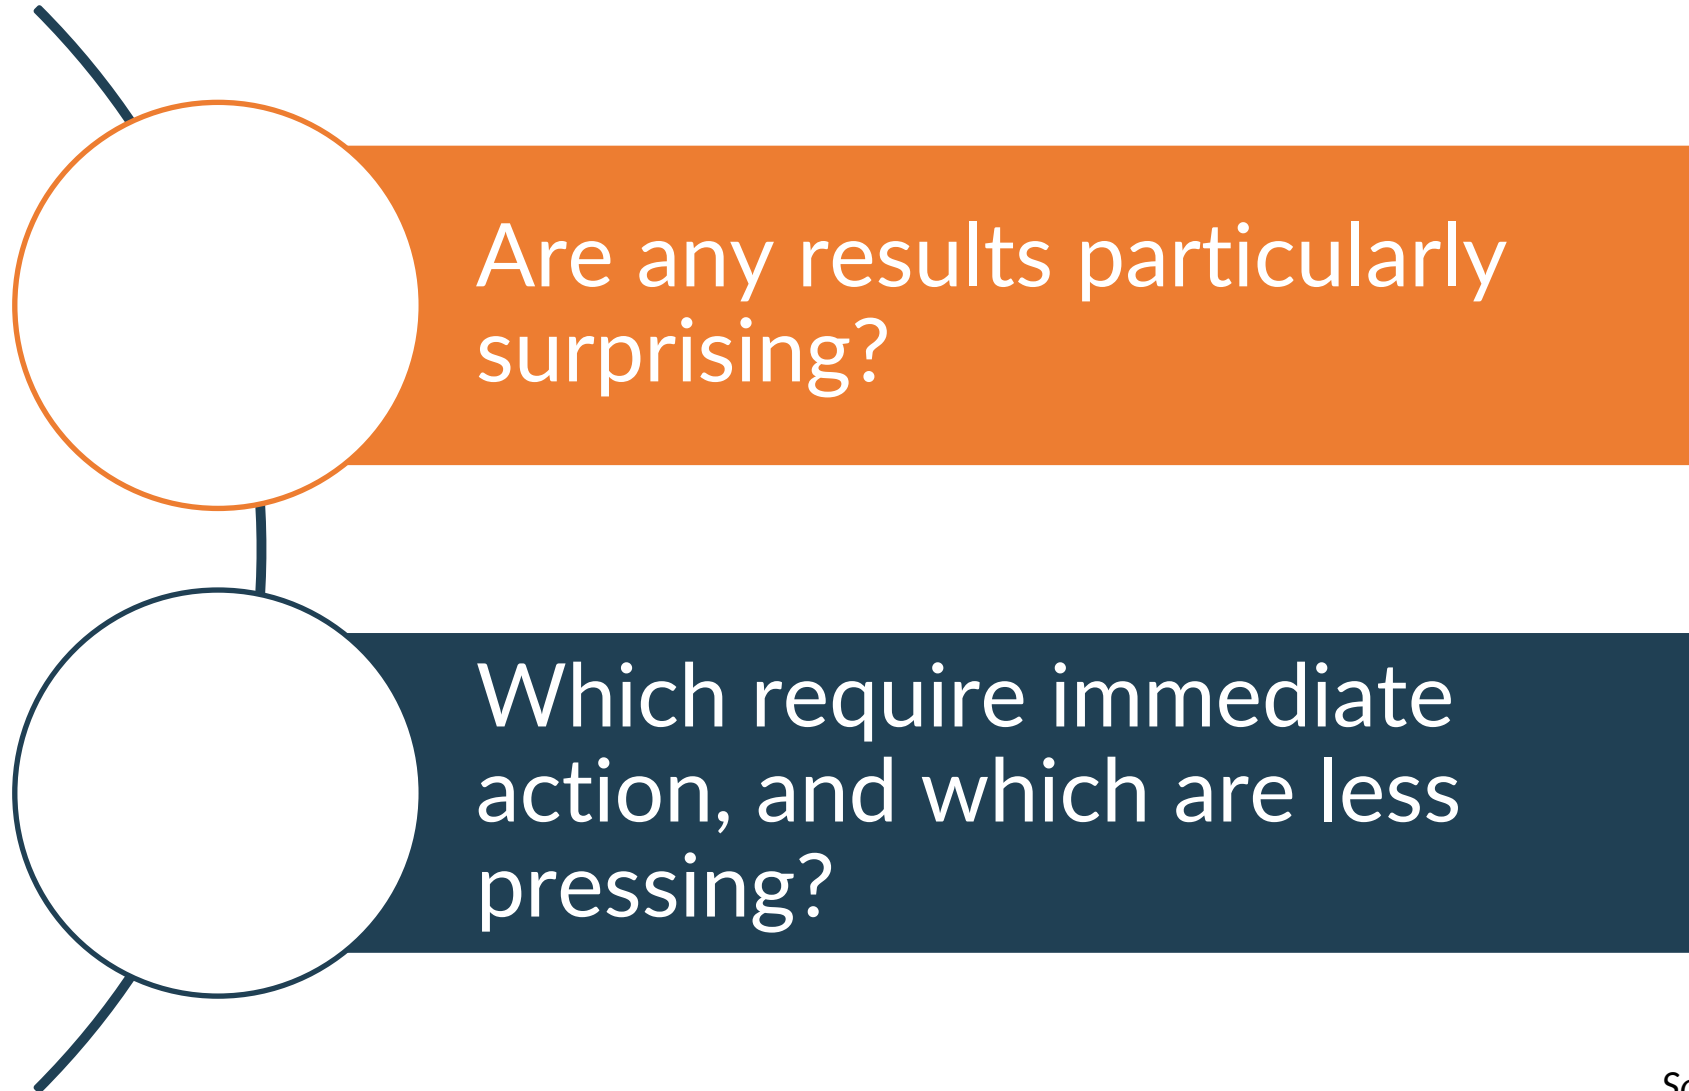 Are any results particularly
surprising?
Which require immediate
action, and which are less
pressing?